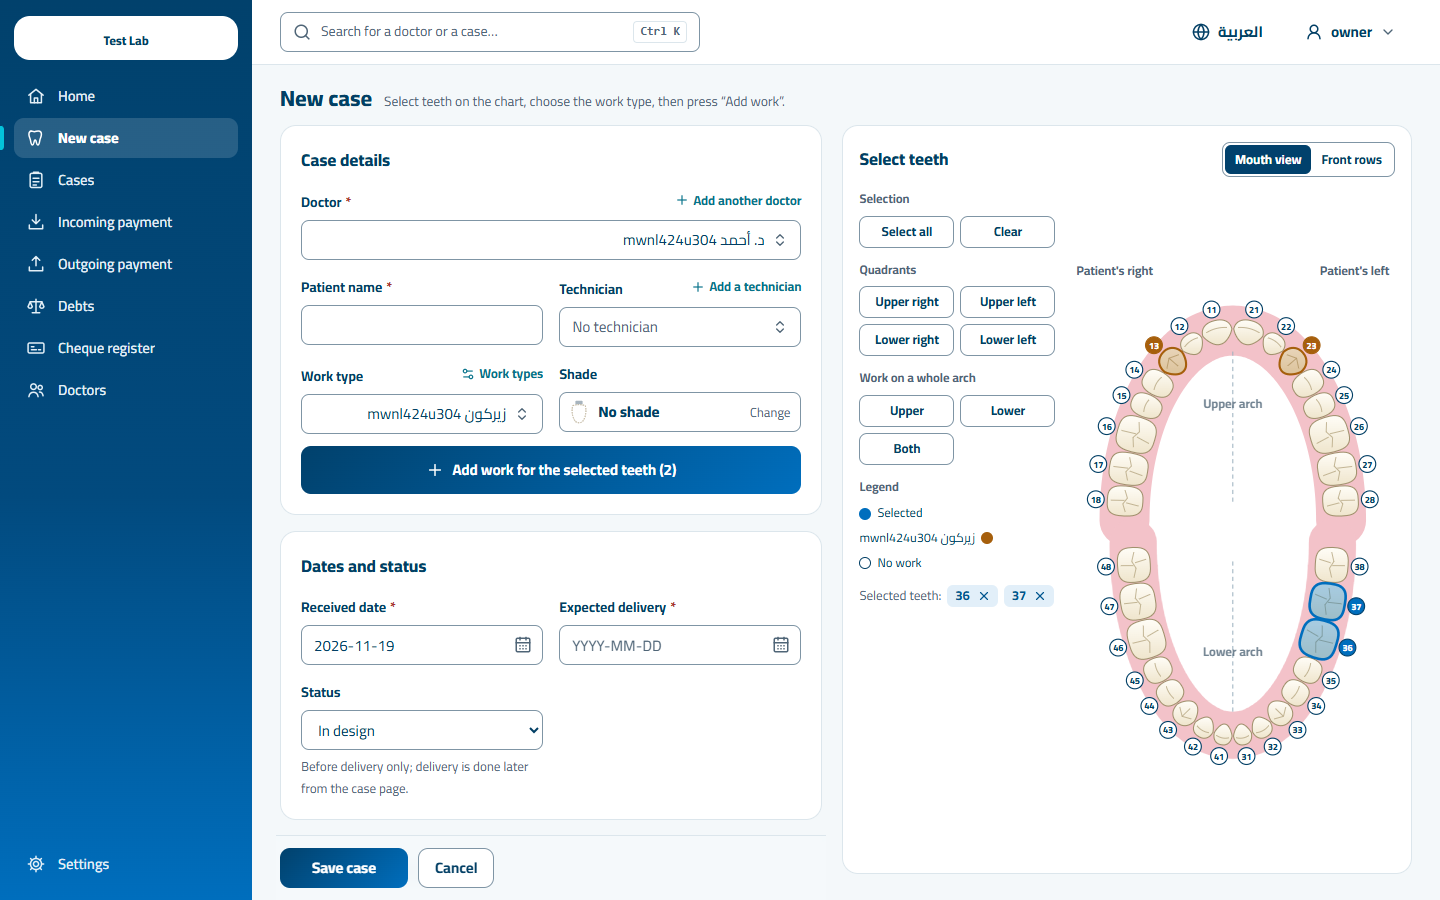 Test Lab
Search for a doctor or a case...
Ctrl K
العربية
owner
Home
New case
Cases
Incoming payment
Outgoing payment
Debts
Cheque register
Doctors
Settings
New case
Select teeth on the chart, choose the work type, then press “Add work”.
Case details
Doctor *
Add another doctor
د. أحمد mwnl424u304
Patient name *
Technician
Add a technician
No technician
Work type
Work types
Shade
زيركون mwnl424u304
No shade
Change
Add work for the selected teeth (2)
Dates and status
Received date *
Expected delivery *
2026-11-19
YYYY-MM-DD
Status
In design
Before delivery only; delivery is done later
from the case page.
Save case
Cancel
Select teeth
Mouth view
Front rows
Selection
Select all
Clear
Quadrants
Upper right
Upper left
Lower right
Lower left
Work on a whole arch
Upper
Lower
Both
Legend
Selected
زيركون mwnl424u304
No work
Selected teeth:
36 ×
37 ×
Patient's right
Patient's left
11
21
12
22
13
23
14
24
15
25
Upper arch
16
26
17
27
18
28
48
38
47
37
46
36
Lower arch
45
35
44
34
43
33
42
32
41
31